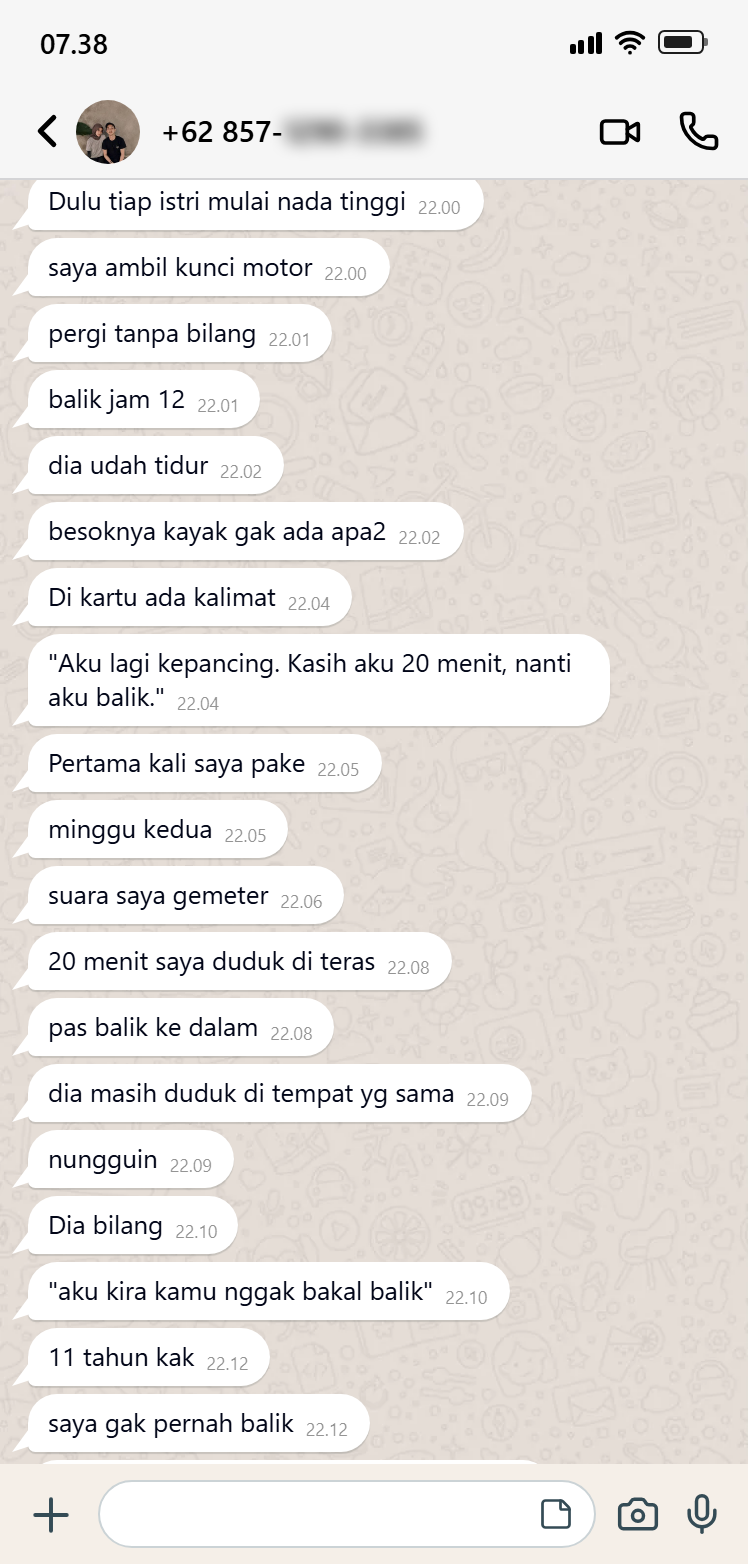 07.38
+62 857-
Dulu tiap istri mulai nada tinggi 22.00
saya ambil kunci motor 22.00
pergi tanpa bilang 22.01
balik jam 12 22.01
dia udah tidur 22.02
besoknya kayak gak ada apa2 22.02
Di kartu ada kalimat 22.04
"Aku lagi kepancing. Kasih aku 20 menit, nanti
aku balik." 22.04
Pertama kali saya pake 22.05
minggu kedua 22.05
suara saya gemeter 22.06
20 menit saya duduk di teras 22.08
pas balik ke dalam 22.08
dia masih duduk di tempat yg sama 22.09
nungguin 22.09
Dia bilang 22.10
"aku kira kamu nggak bakal balik" 22.10
11 tahun kak 22.12
saya gak pernah balik 22.12